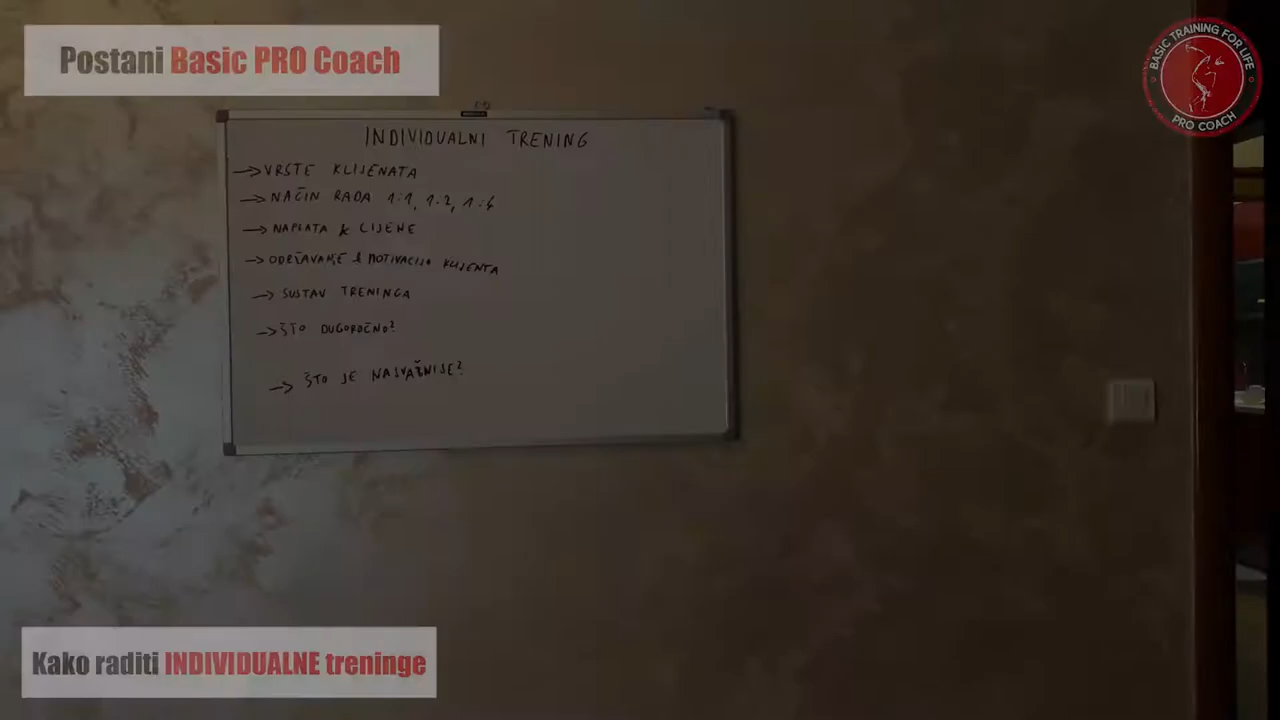 Postani Basic PRO Coach
BASIC TRAINING FOR LIFE
PRO COACH
INDIVIDUALNI TRENING
→ VRSTE KLIJENATA
→ NAČIN RADA 1:1, 1:2, 1:4
→ NAPLATA & CIJENE
→ ODRŽAVANJE & MOTIVACIJA KLIJENTA
→ SUSTAV TRENINGA
→ ŠTO DUGOROČNO?
→ ŠTO JE NAJVAŽNIJE?
Kako raditi INDIVIDUALNE treninge